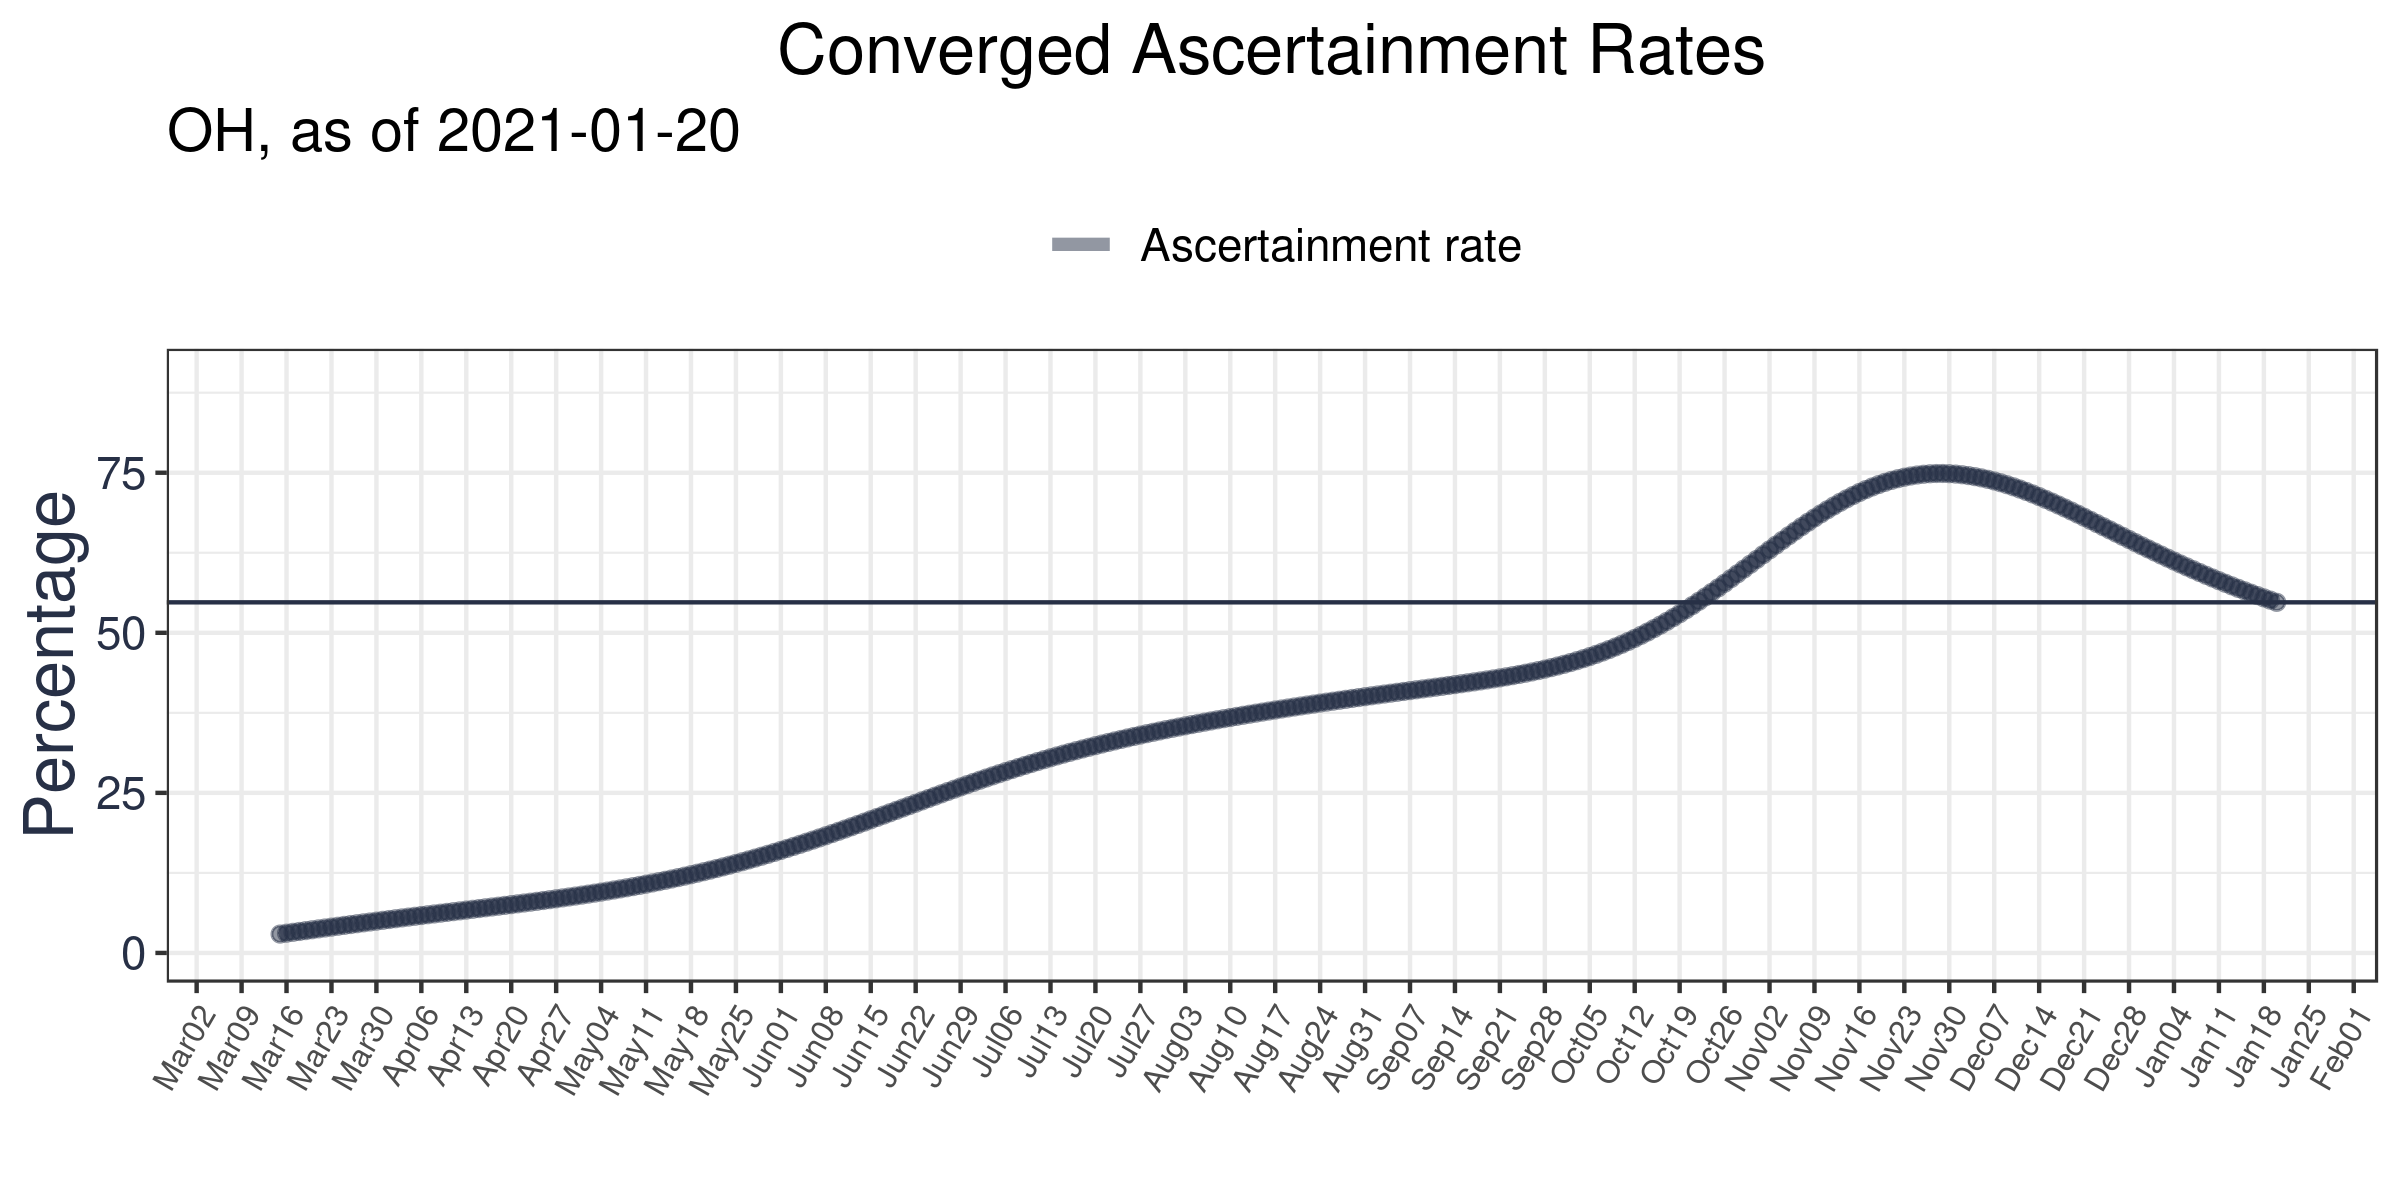 Converged Ascertainment Rates
OH, as of 2021-01-20
Ascertainment rate
Percentage
75
50
25
0
Mar02 Mar09 Mar16 Mar23 Mar30 Apr06 Apr13 Apr20 Apr27 May04 May11 May18 May25 Jun01 Jun08 Jun15 Jun22 Jun29 Jul06 Jul13 Jul20 Jul27 Aug03 Aug10 Aug17 Aug24 Aug31 Sep07 Sep14 Sep21 Sep28 Oct05 Oct12 Oct19 Oct26 Nov02 Nov09 Nov16 Nov23 Nov30 Dec07 Dec14 Dec21 Dec28 Jan04 Jan11 Jan18 Jan25 Feb01